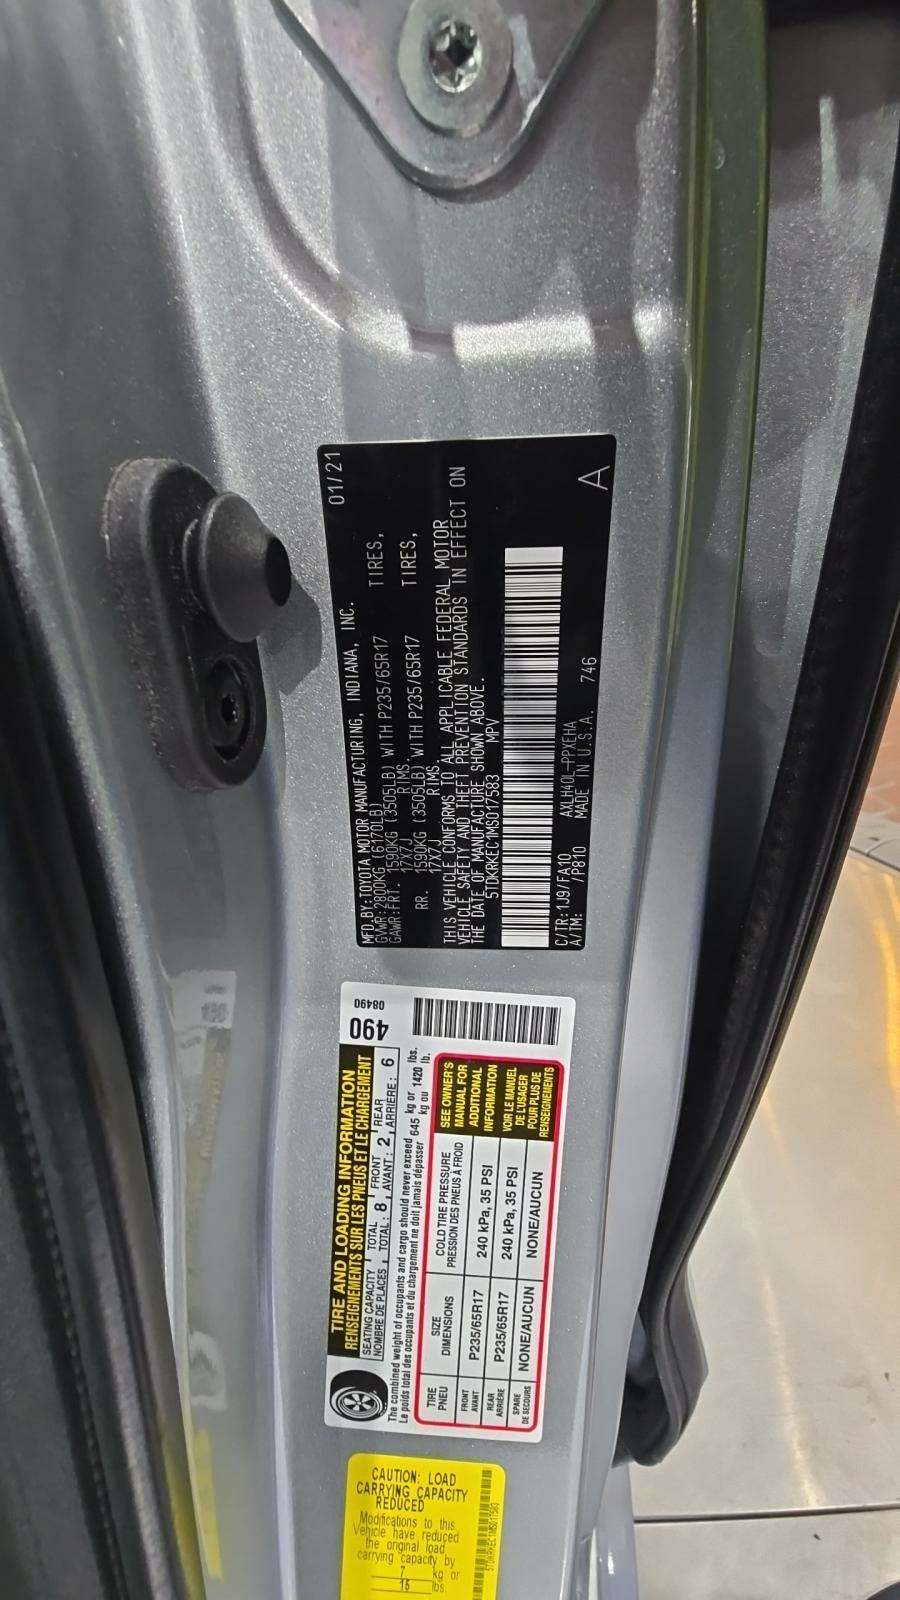 MFD.BY:TOYOTA MOTOR MANUFACTURING, INDIANA, INC. 01/21
GVWR:2800KG (6170LB)
GAWR:FRT. 1590KG (3505LB) WITH P235/65R17 TIRES,
17X7J RIMS,
RR. 1590KG (3505LB) WITH P235/65R17 TIRES,
17X7J RIMS.
THIS VEHICLE CONFORMS TO ALL APPLICABLE FEDERAL MOTOR
VEHICLE SAFETY AND THEFT PREVENTION STANDARDS IN EFFECT ON
THE DATE OF MANUFACTURE SHOWN ABOVE.
5TDKRKEC1MS017583 MPV
C/TR:1J9/FA10 AXLH40L-PPXEHA 746
A/TM: /P810 MADE IN U.S.A. A
TIRE AND LOADING INFORMATION
RENSEIGNEMENTS SUR LES PNEUS ET LE CHARGEMENT
490
08490
SEATING CAPACITY TOTAL FRONT REAR
NOMBRE DE PLACES TOTAL: 8 AVANT: 2 ARRIÈRE: 6
The combined weight of occupants and cargo should never exceed 645 kg or 1420 lbs.
Le poids total des occupants et du chargement ne doit jamais dépasser kg ou lb.
TIRE SIZE COLD TIRE PRESSURE SEE OWNER'S
PNEU DIMENSIONS PRESSION DES PNEUS À FROID MANUAL FOR
ADDITIONAL
INFORMATION
FRONT P235/65R17 240 kPa, 35 PSI
AVANT
REAR P235/65R17 240 kPa, 35 PSI
ARRIÈRE
VOIR LE MANUEL
DE L'USAGER
POUR PLUS DE
RENSEIGNEMENTS
SPARE NONE/AUCUN NONE/AUCUN
DE SECOURS
CAUTION: LOAD
CARRYING CAPACITY
REDUCED
Modifications to this
Vehicle have reduced
the original load
carrying capacity by
7 kg or
15 lbs
5TDKRKEC1MS017583